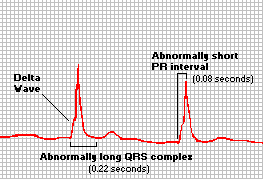 Abnormally short
PR interval
(0.08 seconds)
Delta
Wave
Abnormally long QRS complex
(0.22 seconds)